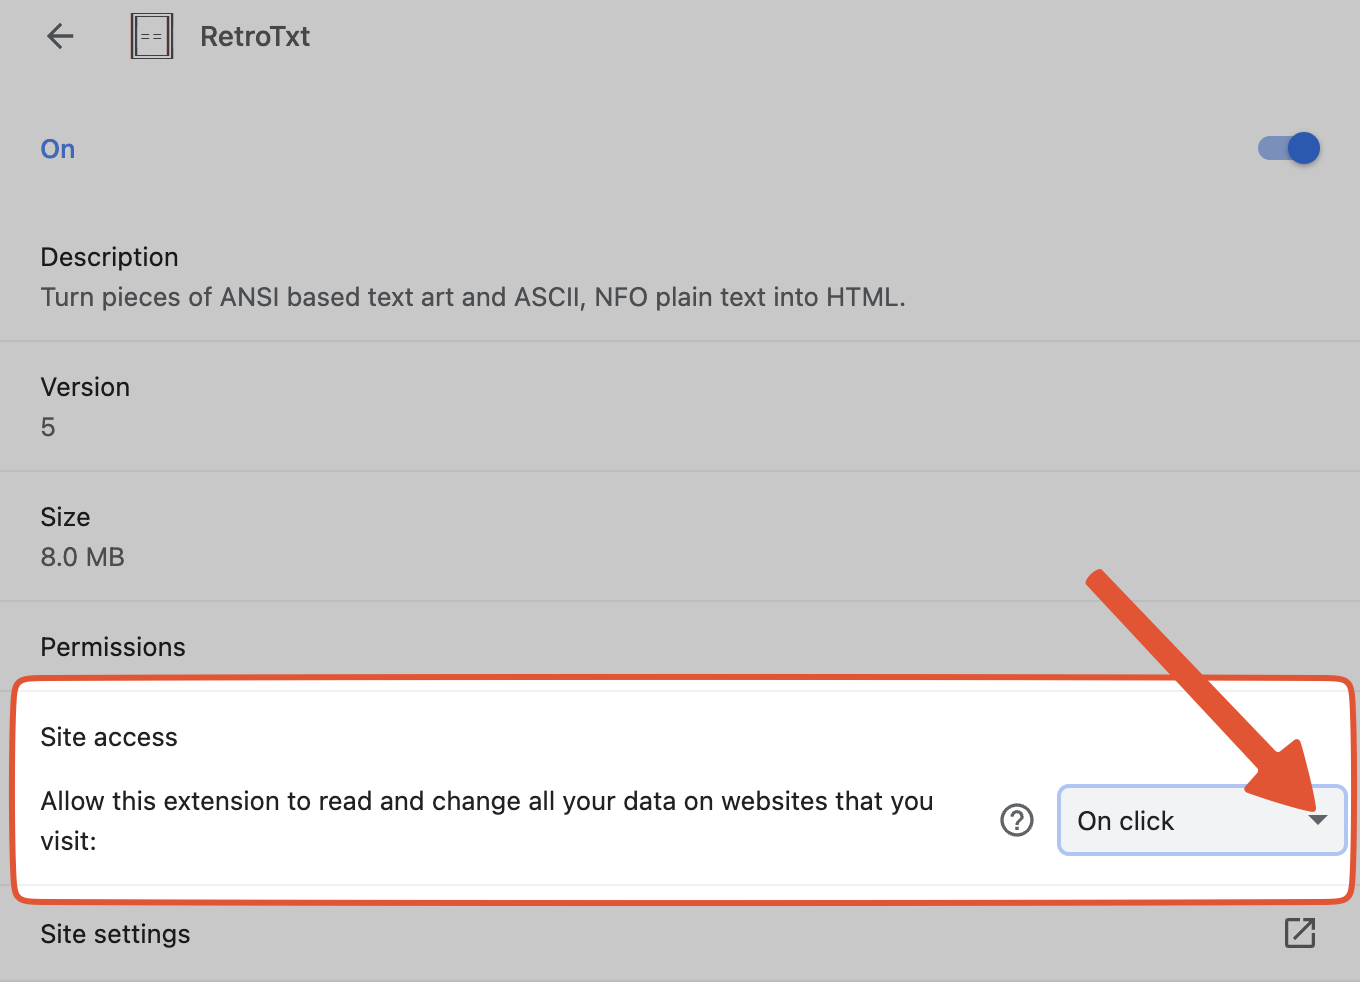 RetroTxt
On
Description
Turn pieces of ANSI based text art and ASCII, NFO plain text into HTML.
Version
5
Size
8.0 MB
Permissions
Site access
Allow this extension to read and change all your data on websites that you
visit:
On click
Site settings